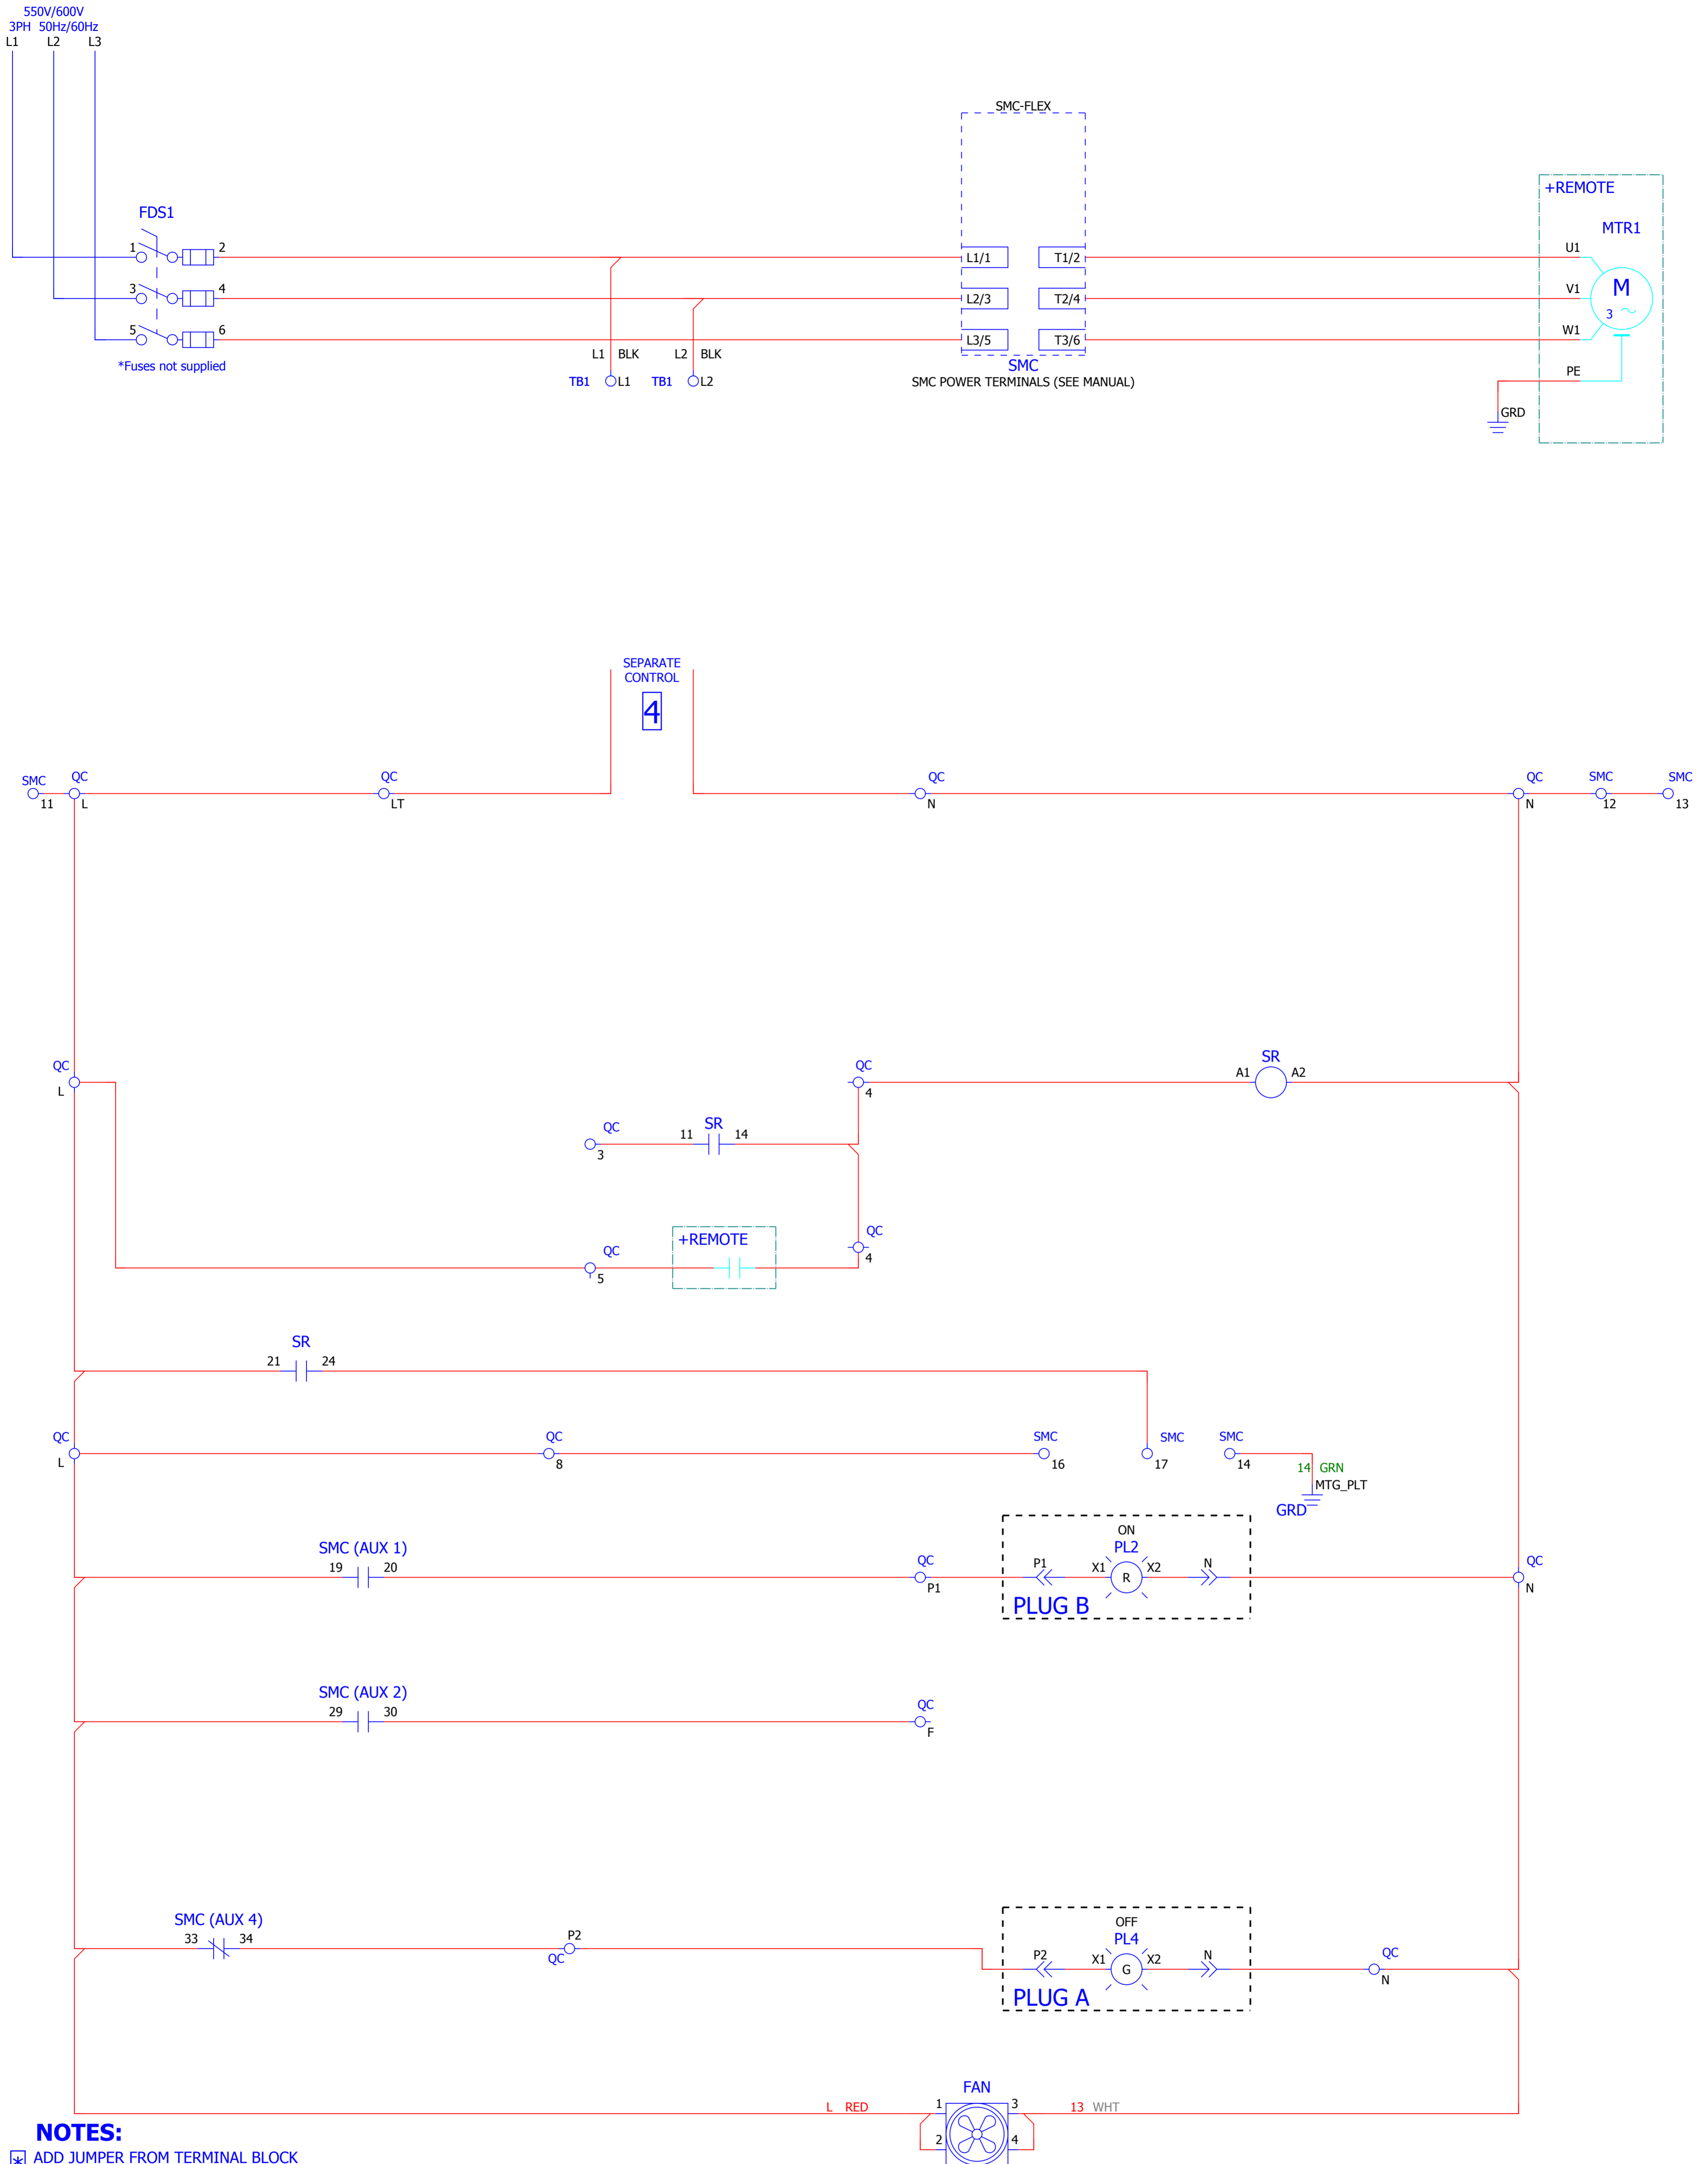 550V/600V
3PH 50Hz/60Hz
L1 L2 L3
SMC-FLEX
+REMOTE
FDS1
MTR1
1 2 L1/1 T1/2 U1
3 4 L2/3 T2/4 V1 M
3
5 6 L3/5 T3/6 W1
*Fuses not supplied
L1 BLK L2 BLK
SMC
PE
TB1 L1 TB1 L2
SMC POWER TERMINALS (SEE MANUAL)
GRD
SEPARATE
CONTROL
4
SMC QC QC QC QC SMC SMC
11 L LT N N 12 13
QC QC SR
A1 A2
L 4
QC SR
11 14
3
QC
+REMOTE
4
QC
5
SR
21 24
QC QC SMC SMC SMC
L 8 16 17 14
14 GRN
MTG_PLT
GRD
ON
SMC (AUX 1) PL2
19 20 QC P1 X1 R X2 N QC
P1 N
PLUG B
SMC (AUX 2)
29 30 QC
F
OFF
SMC (AUX 4) PL4
33 34 P2
QC
P2 X1 G X2 N QC
N
PLUG A
FAN
L RED 1 3 13 WHT
2 4
NOTES:
* ADD JUMPER FROM TERMINAL BLOCK